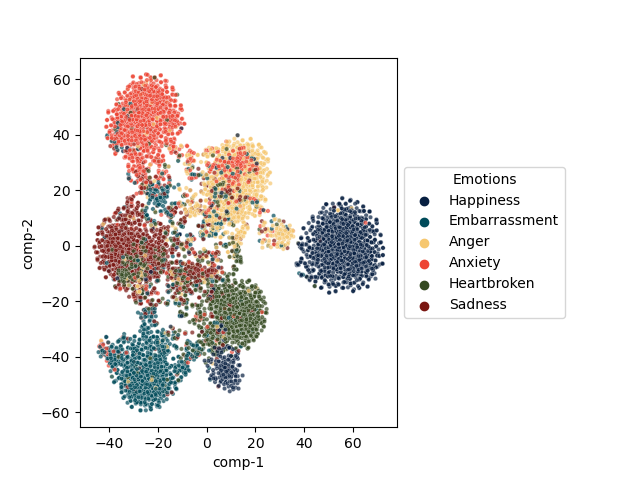 60
40
20
0
−20
−40
−60
comp-2
−40
−20
0
20
40
60
comp-1
Emotions
Happiness
Embarrassment
Anger
Anxiety
Heartbroken
Sadness